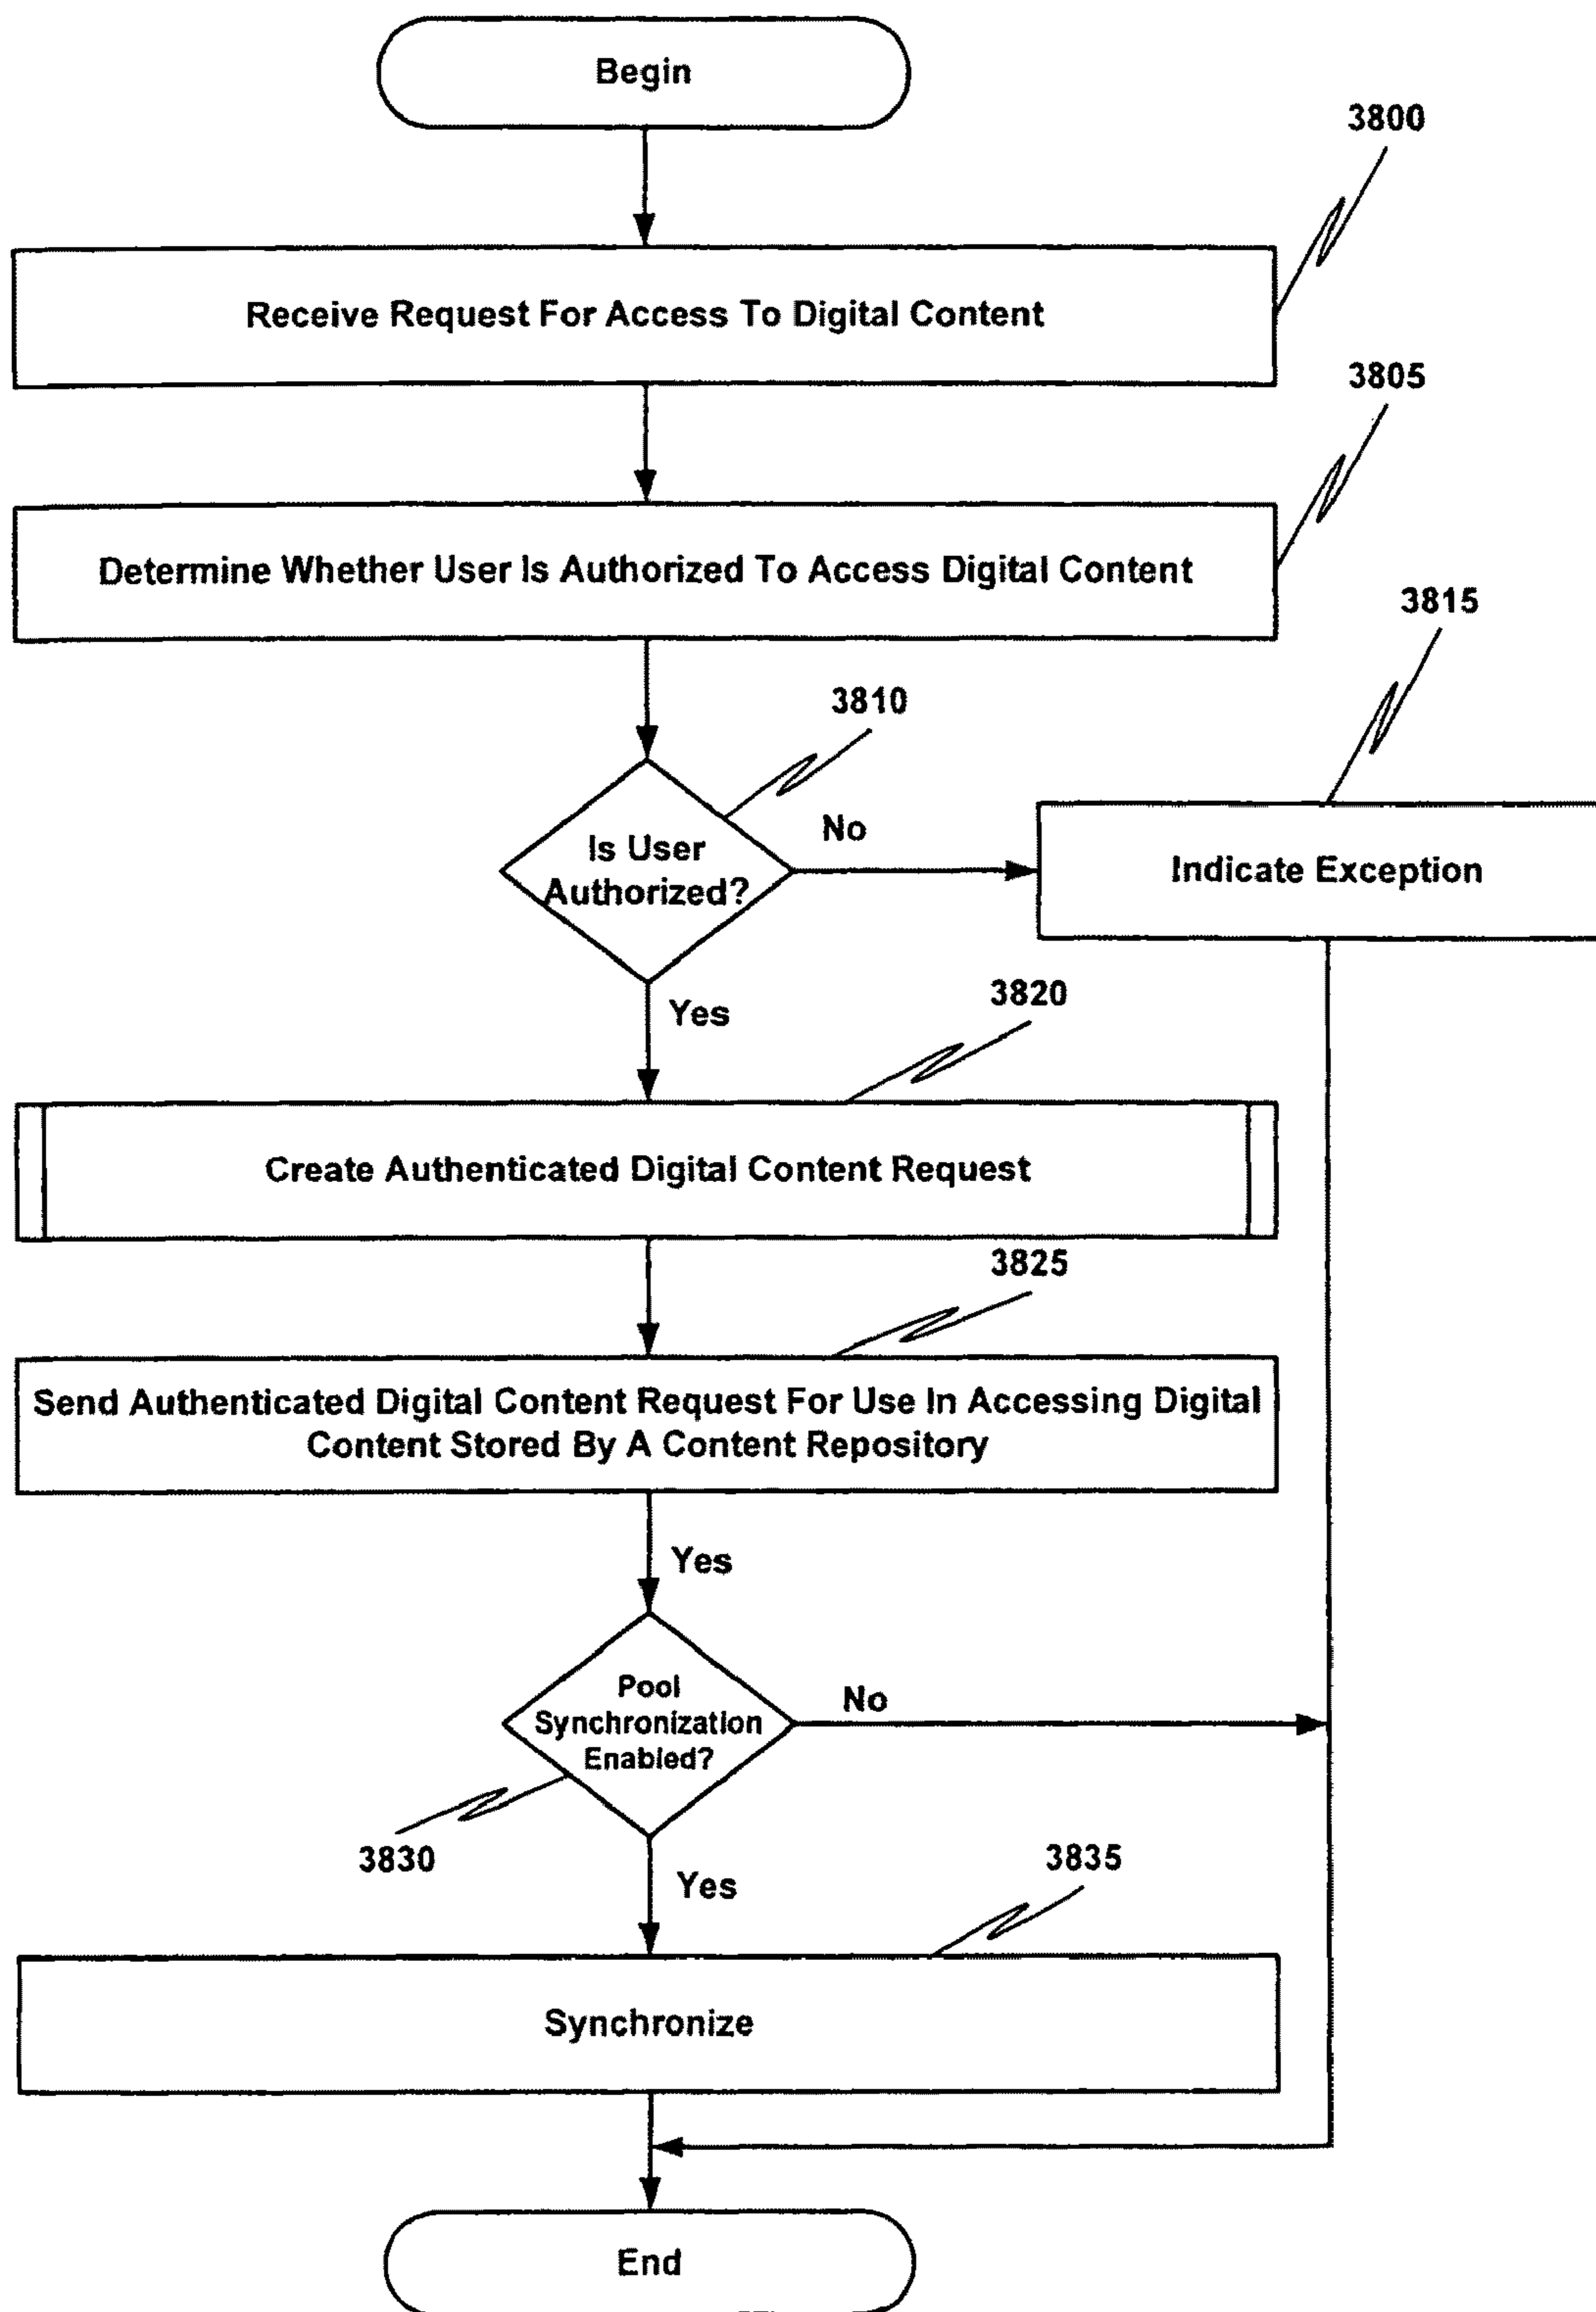 Begin
3800
Receive Request For Access To Digital Content
3805
Determine Whether User Is Authorized To Access Digital Content
3815
3810
Is User
Authorized?
No
Indicate Exception
Yes
3820
Create Authenticated Digital Content Request
3825
Send Authenticated Digital Content Request For Use In Accessing Digital
Content Stored By A Content Repository
Yes
Pool
Synchronization
Enabled?
No
3830
Yes
3835
Synchronize
End